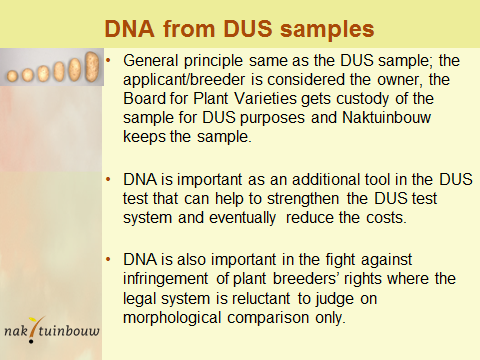 DNA from DUS samples
• General principle same as the DUS sample; the
applicant/breeder is considered the owner, the
Board for Plant Varieties gets custody of the
sample for DUS purposes and Naktuinbouw
keeps the sample.
• DNA is important as an additional tool in the DUS
test that can help to strengthen the DUS test
system and eventually reduce the costs.
• DNA is also important in the fight against
infringement of plant breeders' rights where the
legal system is reluctant to judge on
morphological comparison only.
naktuinbouw